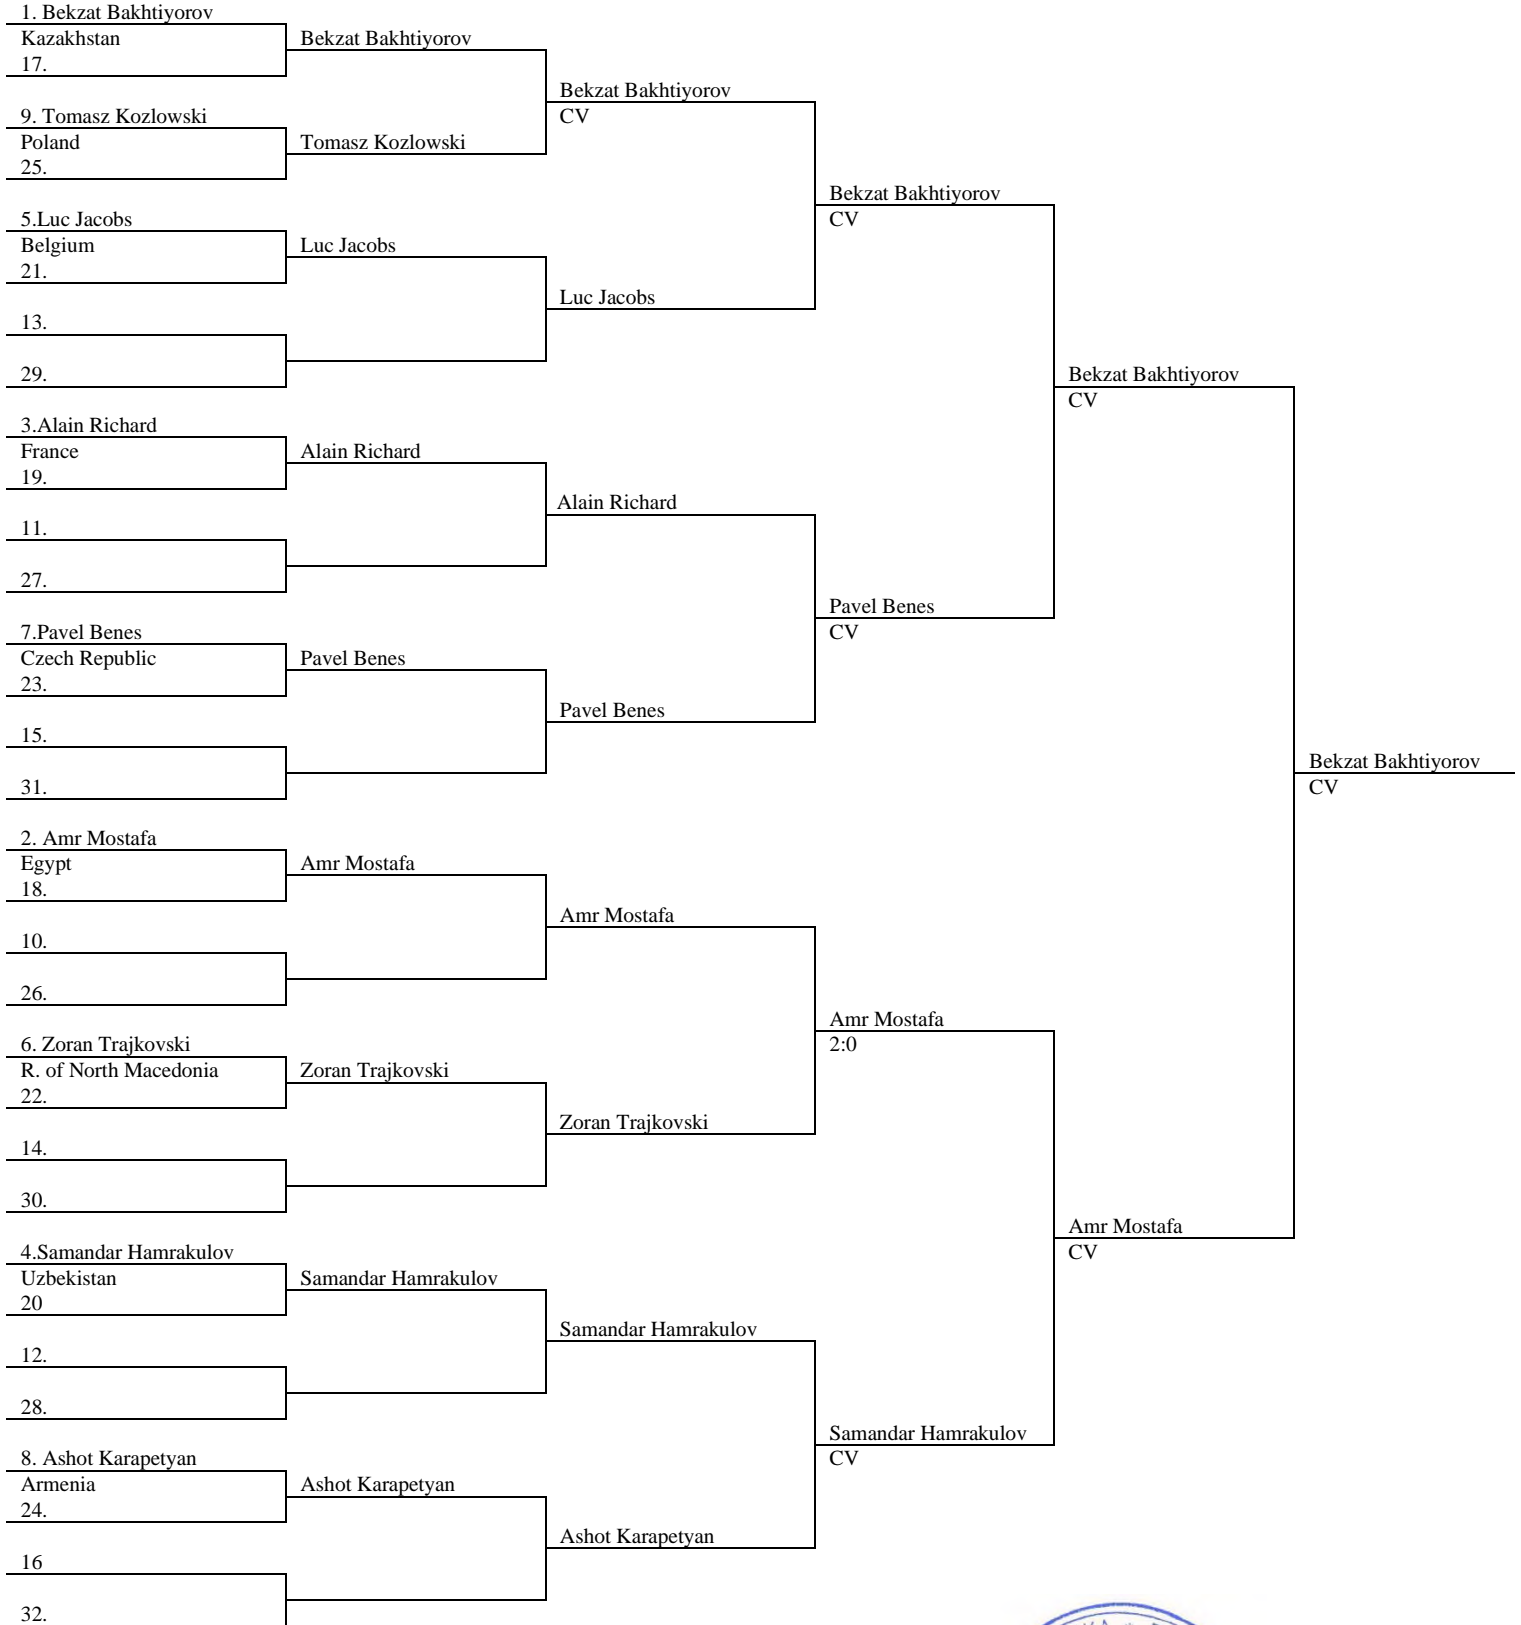 1. Bekzat Bakhtiyorov
Kazakhstan
17.
9. Tomasz Kozlowski
Poland
25.
5.Luc Jacobs
Belgium
21.
13.
29.
3.Alain Richard
France
19.
11.
27.
7.Pavel Benes
Czech Republic
23.
15.
31.
2. Amr Mostafa
Egypt
18.
10.
26.
6. Zoran Trajkovski
R. of North Macedonia
22.
14.
30.
4.Samandar Hamrakulov
Uzbekistan
20
12.
28.
8. Ashot Karapetyan
Armenia
24.
16
32.
Bekzat Bakhtiyorov
Tomasz Kozlowski
Luc Jacobs
Alain Richard
Pavel Benes
Amr Mostafa
Zoran Trajkovski
Samandar Hamrakulov
Ashot Karapetyan
Bekzat Bakhtiyorov
CV
Luc Jacobs
Alain Richard
Pavel Benes
Amr Mostafa
Zoran Trajkovski
Samandar Hamrakulov
Ashot Karapetyan
Bekzat Bakhtiyorov
CV
Pavel Benes
CV
Amr Mostafa
2:0
Samandar Hamrakulov
CV
Bekzat Bakhtiyorov
CV
Amr Mostafa
CV
Bekzat Bakhtiyorov
CV